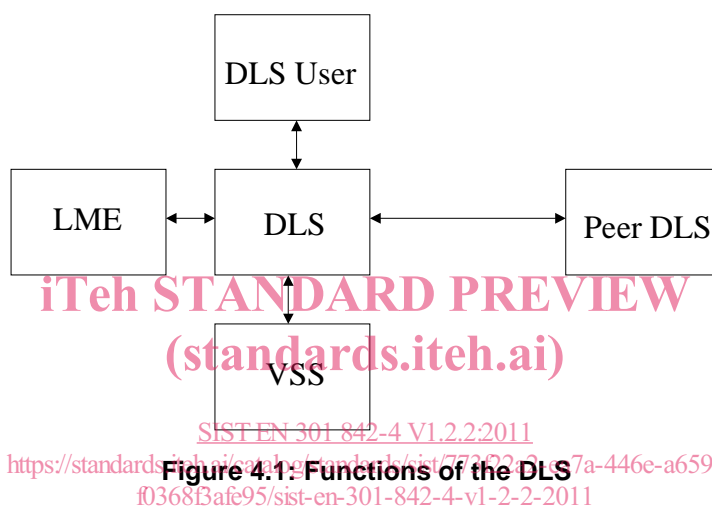 DLS User
LME
DLS
Peer DLS
iTeh STANDARD PREVIEW
(standards.iteh.ai)
VSS
SIST EN 301 842-4 V1.2.2:2011
Figure 4.1: Functions of the DLS
f0368f3afe95/sist-en-301-842-4-v1-2-2-2011